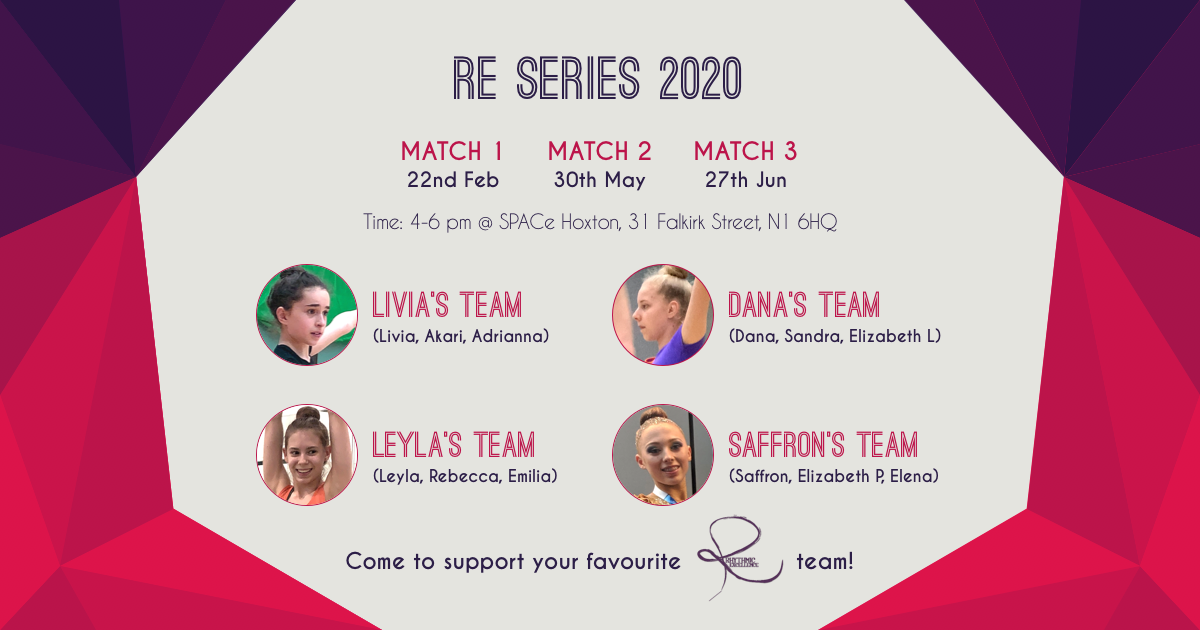 RE SERIES 2020
MATCH 1 MATCH 2 MATCH 3
22nd Feb 30th May 27th Jun
Time: 4-6 pm @ SPACe Hoxton, 31 Falkirk Street, N1 6HQ
LIVIA'S TEAM
(Livia, Akari, Adrianna)
DANA'S TEAM
(Dana, Sandra, Elizabeth L)
LEYLA'S TEAM
(Leyla, Rebecca, Emilia)
SAFFRON'S TEAM
(Saffron, Elizabeth P, Elena)
Come to support your favourite RHYTHMIC EXCELLENCE team!